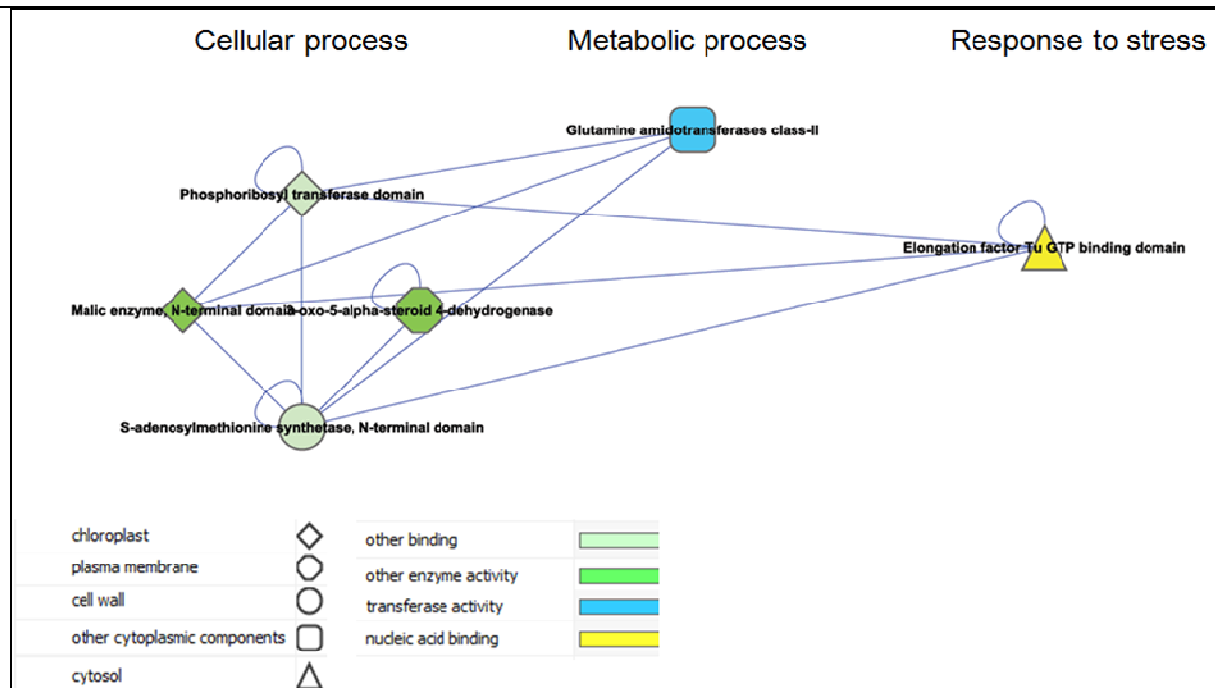 Cellular process
Metabolic process
Response to stress
Glutamine amidotransferases class-II
Phosphoribosyl transferase domain
Elongation factor Tu GTP binding domain
Malic enzyme, N-terminal domain
3-oxo-5-alpha-steroid 4-dehydrogenase
S-adenosylmethionine synthetase, N-terminal domain
chloroplast
plasma membrane
cell wall
other cytoplasmic components
cytosol
other binding
other enzyme activity
transferase activity
nucleic acid binding